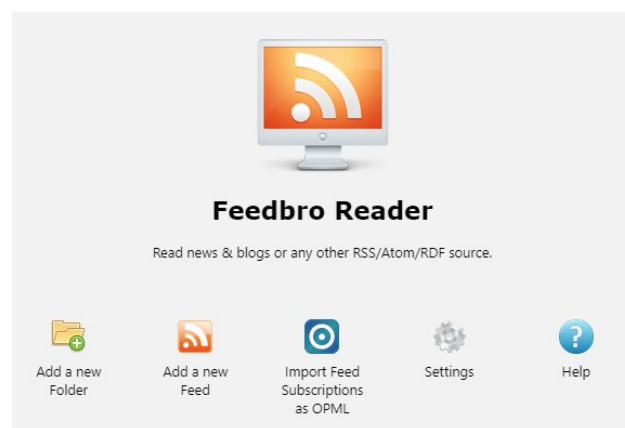 Feedbro Reader
Read news & blogs or any other RSS/Atom/RDF source.
Add a new
Folder
Add a new
Feed
Import Feed
Subscriptions
as OPML
Settings
Help